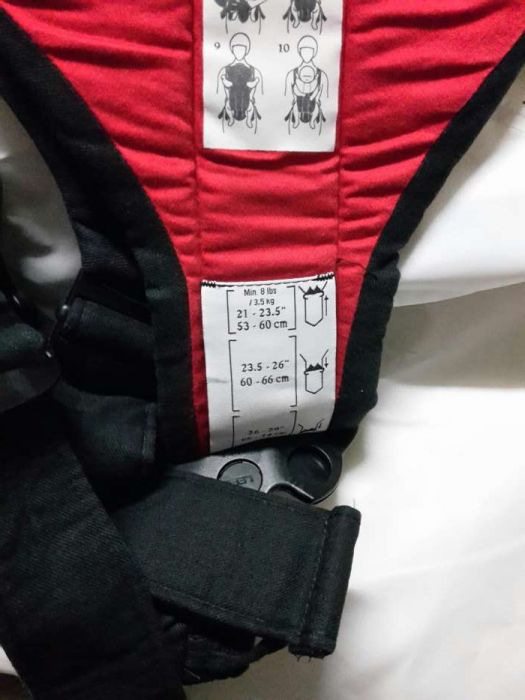 9
10
Min. 8 lbs
/ 3.5 kg
21 - 23.5"
53 - 60 cm
23.5 - 26"
60 - 66 cm